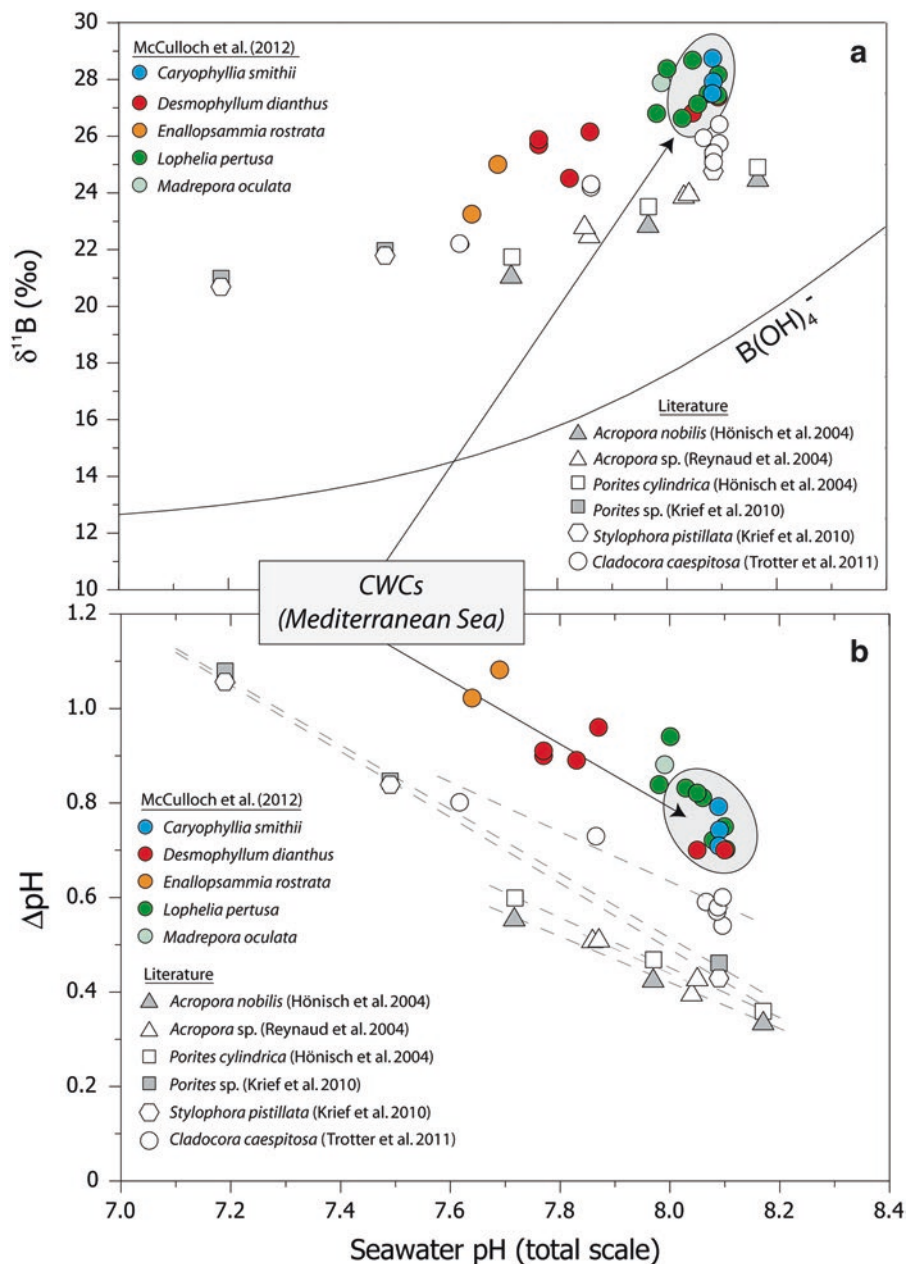 a
McCulloch et al. (2012)
Caryophyllia smithii
Desmophyllum dianthus
Enallopsammia rostrata
Lophelia pertusa
Madrepora oculata
30
28
26
24
22
20
18
16
14
12
10
δ¹¹B (‰)
B(OH)₄⁻
Literature
Acropora nobilis (Hönisch et al. 2004)
Acropora sp. (Reynaud et al. 2004)
Porites cylindrica (Hönisch et al. 2004)
Porites sp. (Krief et al. 2010)
Stylophora pistillata (Krief et al. 2010)
Cladocora caespitosa (Trotter et al. 2011)
CWCs
(Mediterranean Sea)
b
1.2
1.0
0.8
0.6
0.4
0.2
0
ΔpH
McCulloch et al. (2012)
Caryophyllia smithii
Desmophyllum dianthus
Enallopsammia rostrata
Lophelia pertusa
Madrepora oculata
Literature
Acropora nobilis (Hönisch et al. 2004)
Acropora sp. (Reynaud et al. 2004)
Porites cylindrica (Hönisch et al. 2004)
Porites sp. (Krief et al. 2010)
Stylophora pistillata (Krief et al. 2010)
Cladocora caespitosa (Trotter et al. 2011)
7.0 7.2 7.4 7.6 7.8 8.0 8.2 8.4
Seawater pH (total scale)